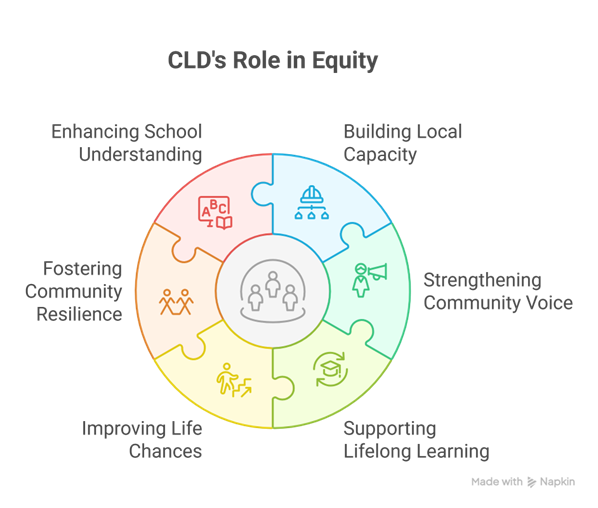 CLD's Role in Equity
Enhancing School
Understanding
Building Local
Capacity
ABC
Fostering
Community
Resilience
Strengthening
Community Voice
Improving Life
Chances
Supporting
Lifelong Learning
Made with Napkin